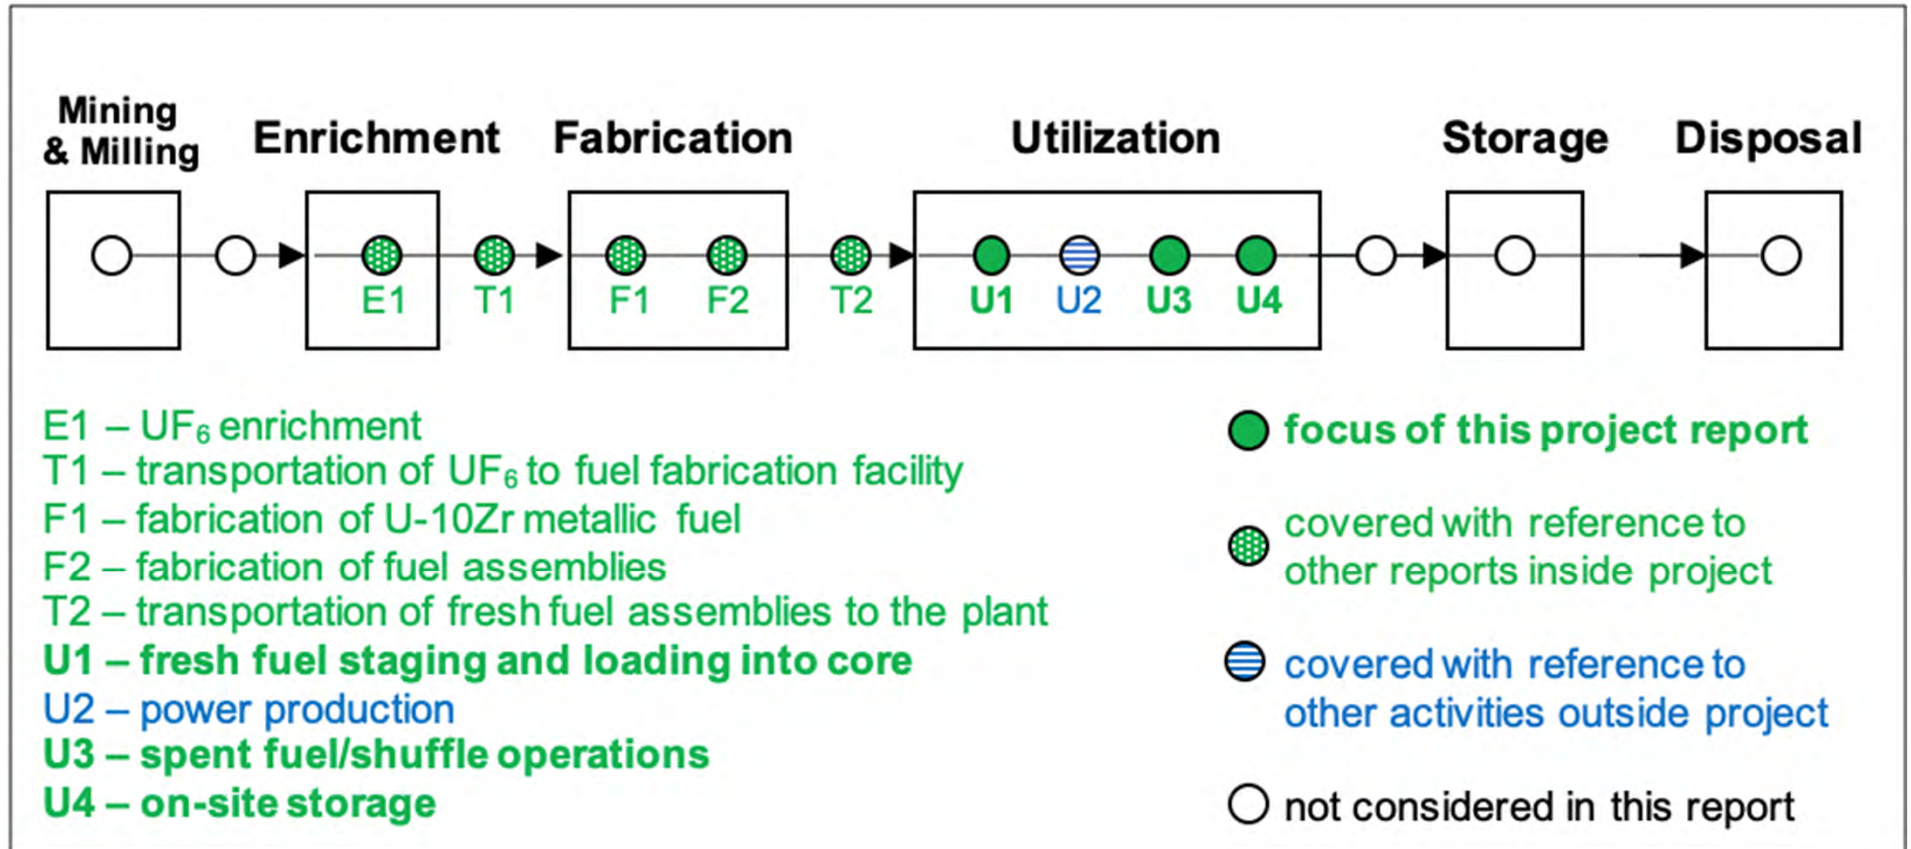 Mining
& Milling
Enrichment
Fabrication
Utilization
Storage
Disposal
E1
T1
F1
F2
T2
U1
U2
U3
U4
E1 – UF₆ enrichment
T1 – transportation of UF₆ to fuel fabrication facility
F1 – fabrication of U-10Zr metallic fuel
F2 – fabrication of fuel assemblies
T2 – transportation of fresh fuel assemblies to the plant
U1 – fresh fuel staging and loading into core
U2 – power production
U3 – spent fuel/shuffle operations
U4 – on-site storage
focus of this project report
covered with reference to
other reports inside project
covered with reference to
other activities outside project
not considered in this report